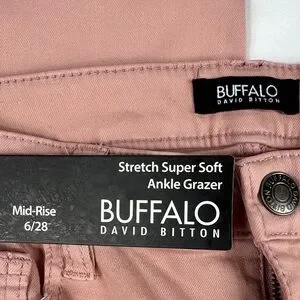 BUFFALO
DAVID BITTON
Stretch Super Soft
Ankle Grazer
Mid-Rise
6/28
BUFFALO
DAVID BITTON